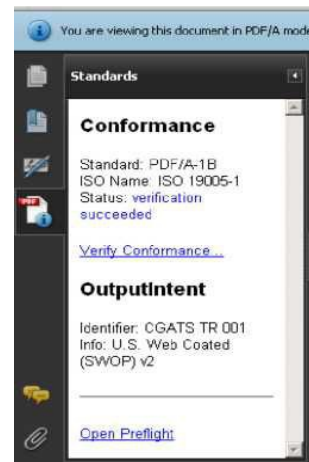 You are viewing this document in PDF/A mode
Standards
Conformance
Standard: PDF/A-1B
ISO Name: ISO 19005-1
Status: verification
succeeded
Verify Conformance...
OutputIntent
Identifier: CGATS TR 001
Info: U.S. Web Coated
(SWOP) v2
Open Preflight